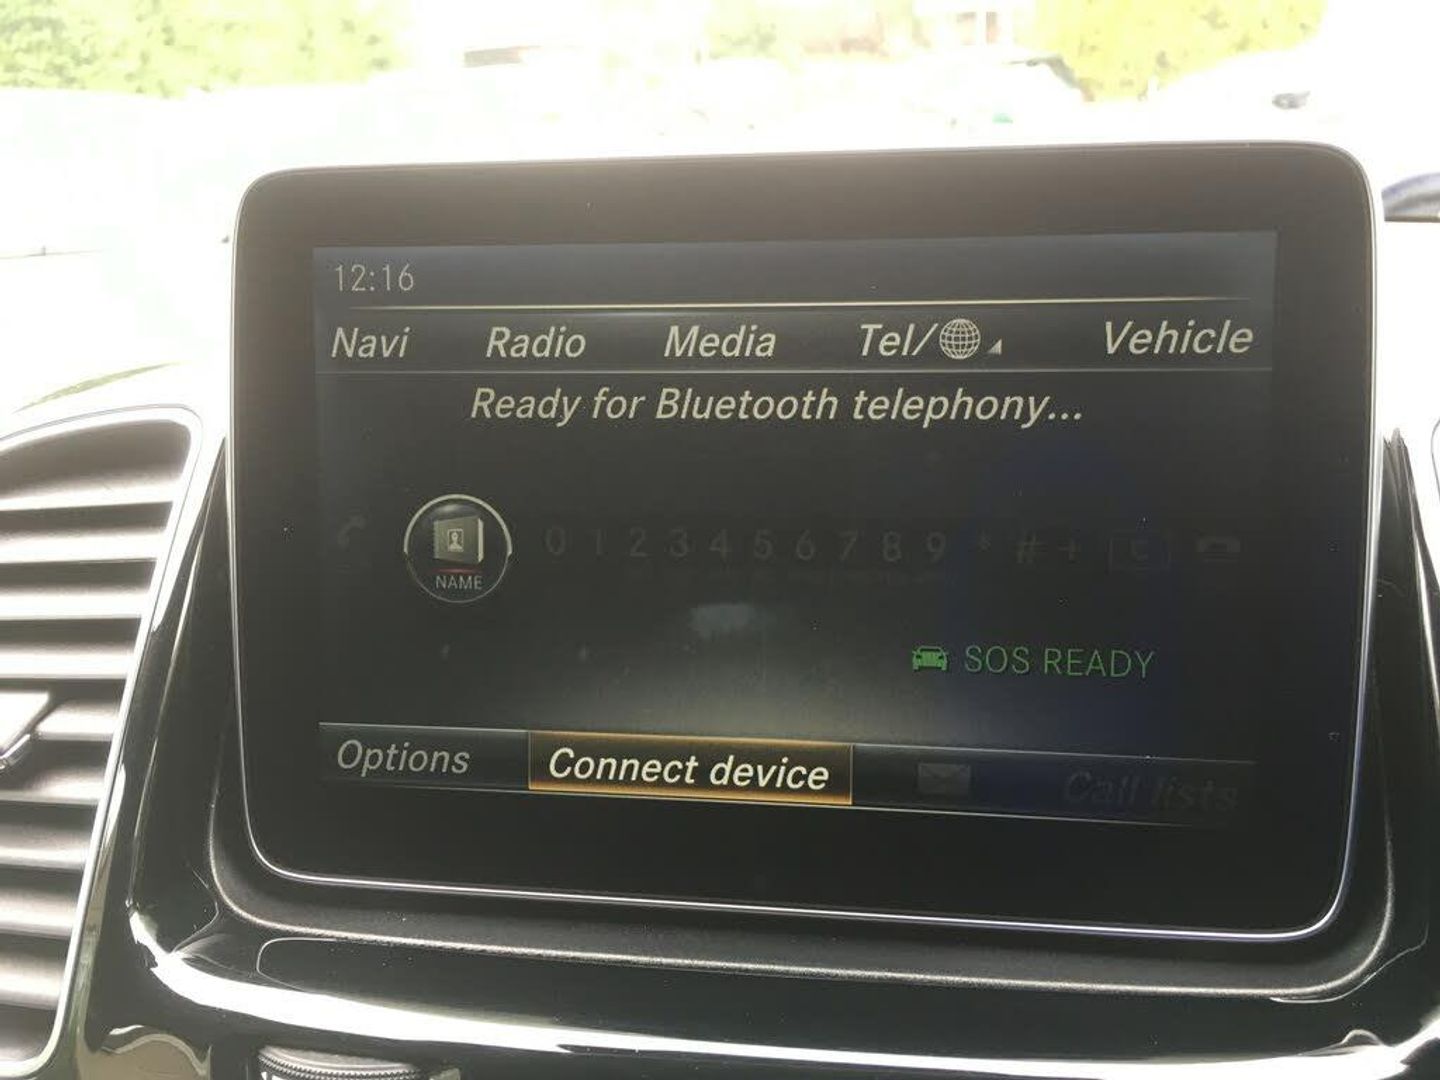 12:16
Navi Radio Media Tel/ Vehicle
Ready for Bluetooth telephony...
NAME 0 1 2 3 4 5 6 7 8 9 * # +
SOS READY
Options Connect device Call lists